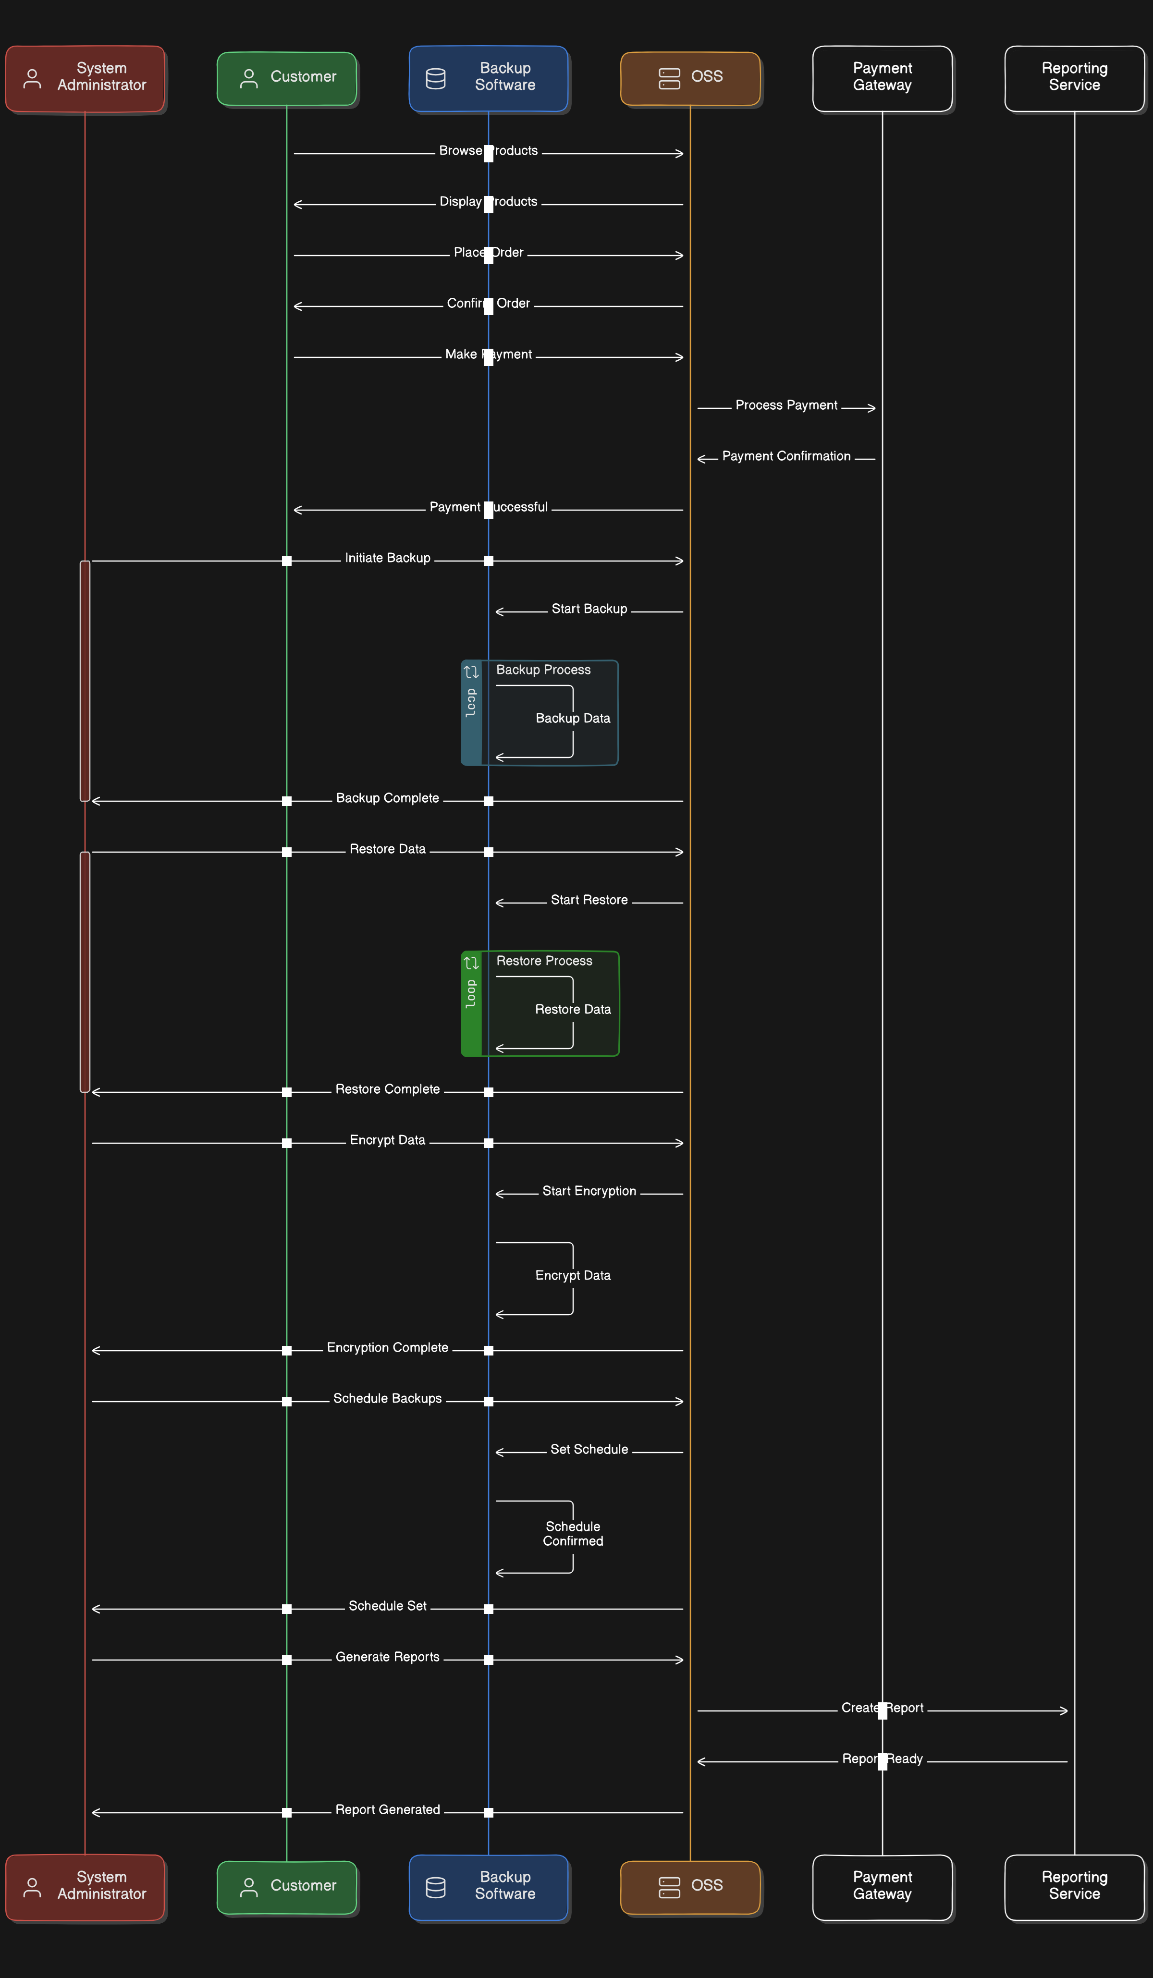 System
Administrator
Customer
Backup
Software
OSS
Payment
Gateway
Reporting
Service
Browse Products
Display Products
Place Order
Confirm Order
Make Payment
Process Payment
Payment Confirmation
Payment Successful
Initiate Backup
Start Backup
Backup Process
loop
Backup Data
Backup Complete
Restore Data
Start Restore
Restore Process
loop
Restore Data
Restore Complete
Encrypt Data
Start Encryption
Encrypt Data
Encryption Complete
Schedule Backups
Set Schedule
Schedule
Confirmed
Schedule Set
Generate Reports
Create Report
Report Ready
Report Generated
System
Administrator
Customer
Backup
Software
OSS
Payment
Gateway
Reporting
Service